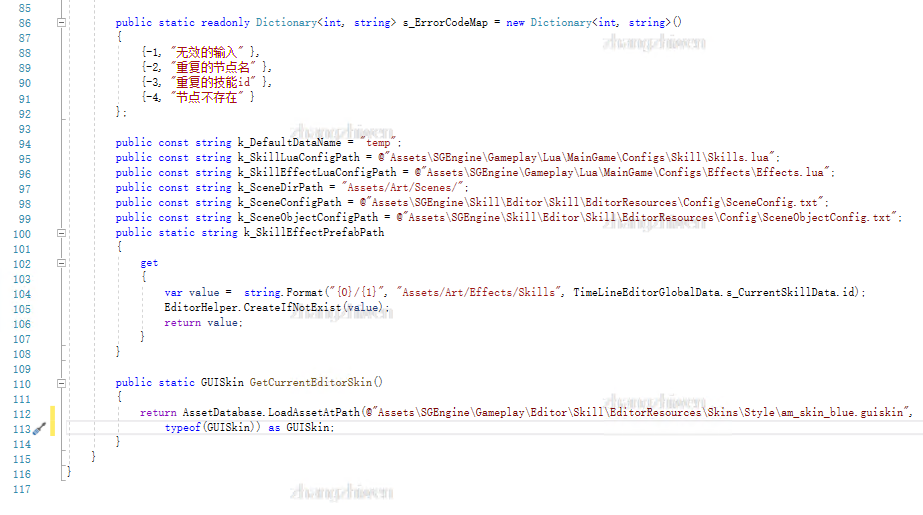 85
86 public static readonly Dictionary<int, string> s_ErrorCodeMap = new Dictionary<int, string>()
87 {
88 {-1, "无效的输入" },
89 {-2, "重复的节点名" },
90 {-3, "重复的技能id" },
91 {-4, "节点不存在" }
92 };
93
94 public const string k_DefaultDataName = "temp";
95 public const string k_SkillLuaConfigPath = @"Assets\SGEngine\Gameplay\Lua\MainGame\Configs\Skill\Skills.lua";
96 public const string k_SkillEffectLuaConfigPath = @"Assets\SGEngine\Gameplay\Lua\MainGame\Configs\Effects\Effects.lua";
97 public const string k_SceneDirPath = "Assets/Art/Scenes/";
98 public const string k_SceneConfigPath = @"Assets\SGEngine\Skill\Editor\Skill\EditorResources\Config\SceneConfig.txt";
99 public const string k_SceneObjectConfigPath = @"Assets\SGEngine\Skill\Editor\Skill\EditorResources\Config\SceneObjectConfig.txt";
100 public static string k_SkillEffectPrefabPath
101 {
102 get
103 {
104 var value = string.Format("{0}/{1}", "Assets/Art/Effects/Skills", TimeLineEditorGlobalData.s_CurrentSkillData.id);
105 EditorHelper.CreateIfNotExist(value);
106 return value;
107 }
108 }
109
110 public static GUISkin GetCurrentEditorSkin()
111 {
112 return AssetDatabase.LoadAssetAtPath(@"Assets\SGEngine\Gameplay\Editor\Skill\EditorResources\Skins\Style\am_skin_blue.guiskin",
113 typeof(GUISkin)) as GUISkin;
114 }
115 }
116 }
117
zhangzhiwen
zhangzhiwen
zhangzhiwen
zhangzhiwen
zhangzhiwen
zhangzhiwen